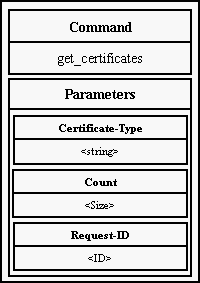 Command
get_certificates
Parameters
Certificate-Type
<string>
Count
<Size>
Request-ID
<ID>